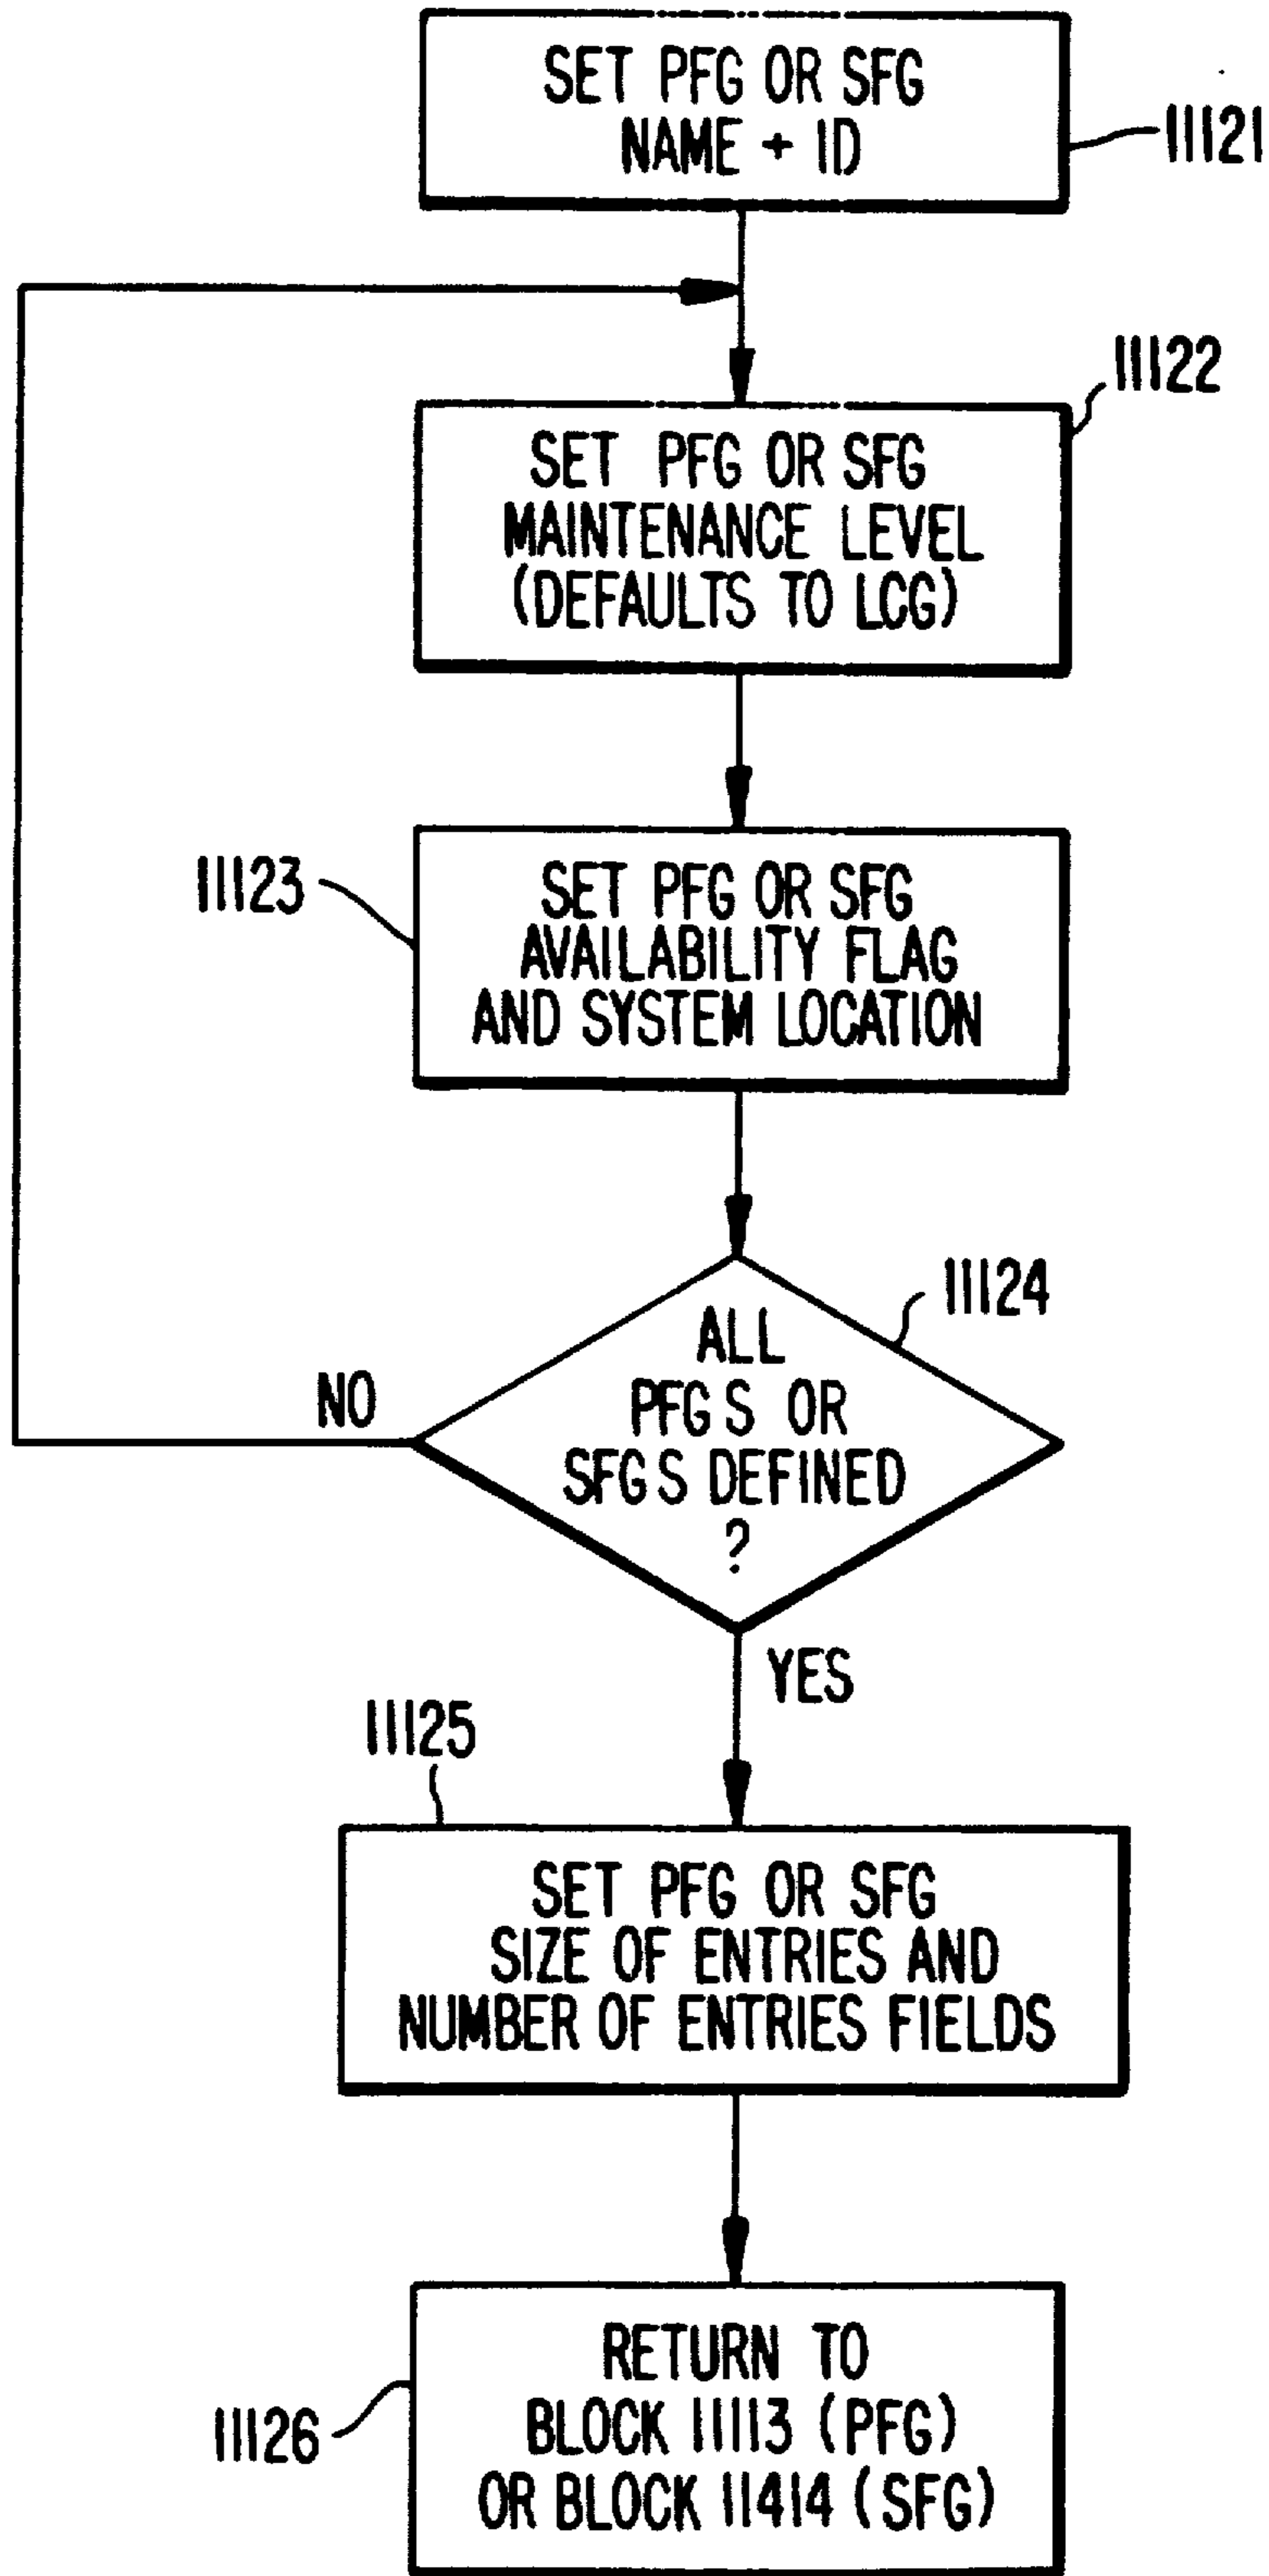 SET PFG OR SFG
NAME + ID
11121
11122
SET PFG OR SFG
MAINTENANCE LEVEL
(DEFAULTS TO LCG)
11123
SET PFG OR SFG
AVAILABILITY FLAG
AND SYSTEM LOCATION
11124
ALL
PFG S OR
SFG S DEFINED
?
NO
YES
11125
SET PFG OR SFG
SIZE OF ENTRIES AND
NUMBER OF ENTRIES FIELDS
11126
RETURN TO
BLOCK 11113 (PFG)
OR BLOCK 11414 (SFG)